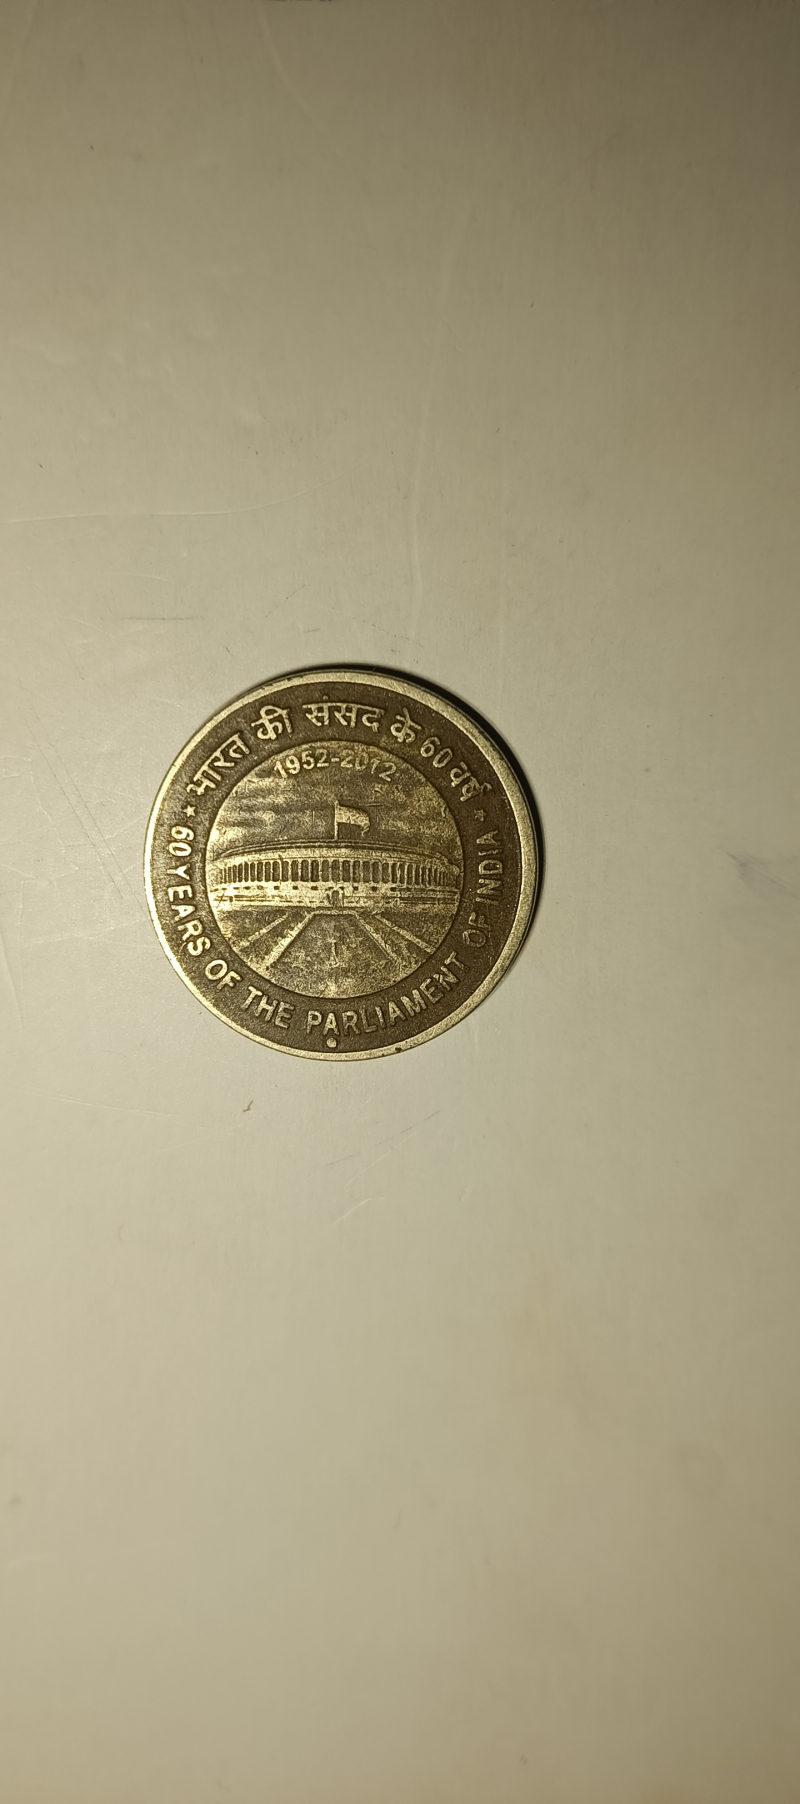 भारत की संसद के 60 वर्ष
1952-2012
60 YEARS OF THE PARLIAMENT OF INDIA